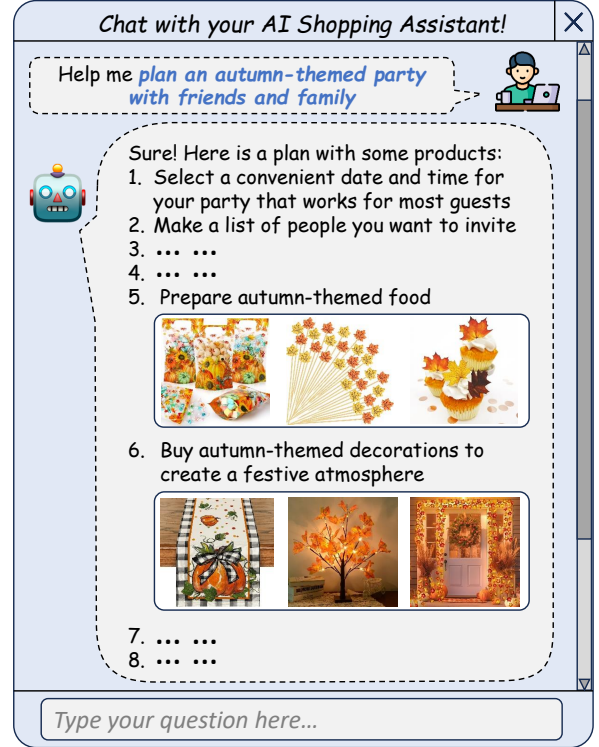 Chat with your AI Shopping Assistant!
Help me plan an autumn-themed party
with friends and family
Sure! Here is a plan with some products:
1. Select a convenient date and time for
your party that works for most guests
2. Make a list of people you want to invite
3. ... ...
4. ... ...
5. Prepare autumn-themed food
6. Buy autumn-themed decorations to
create a festive atmosphere
7. ... ...
8. ... ...
Type your question here...